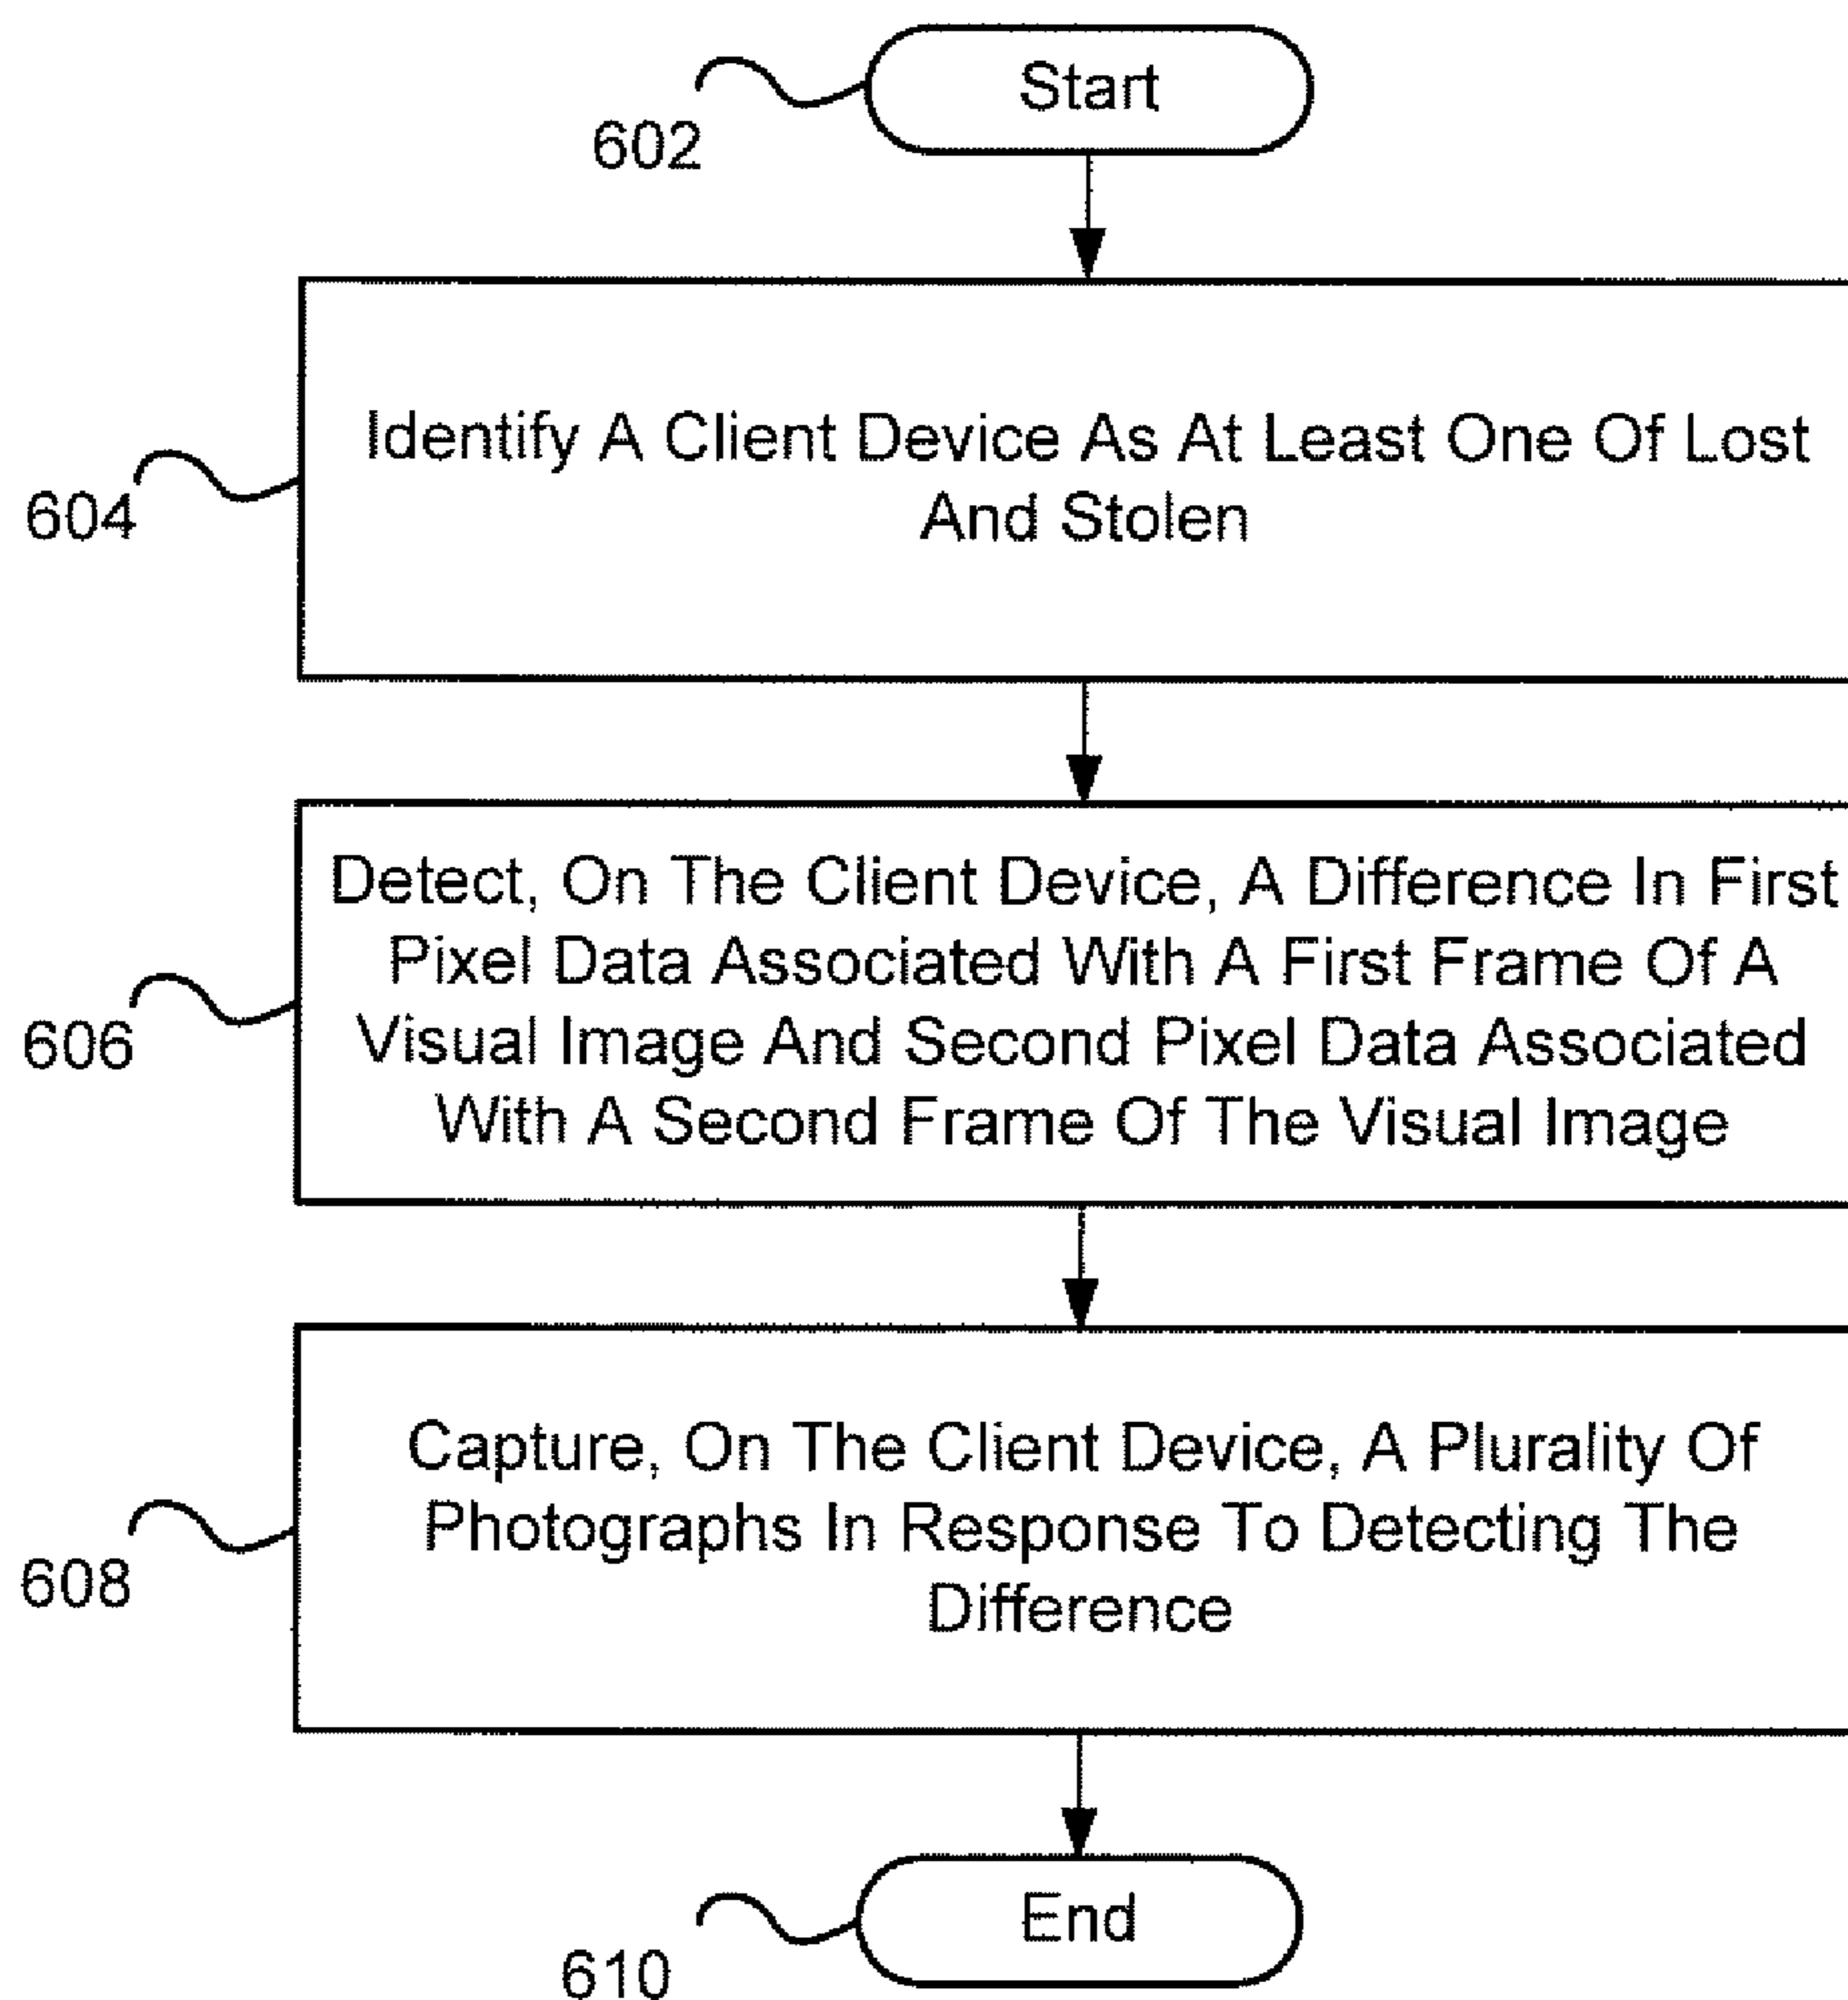 Start
602
Identify A Client Device As At Least One Of Lost
And Stolen
604
Detect, On The Client Device, A Difference In First
Pixel Data Associated With A First Frame Of A
Visual Image And Second Pixel Data Associated
With A Second Frame Of The Visual Image
606
Capture, On The Client Device, A Plurality Of
Photographs In Response To Detecting The
Difference
608
End
610